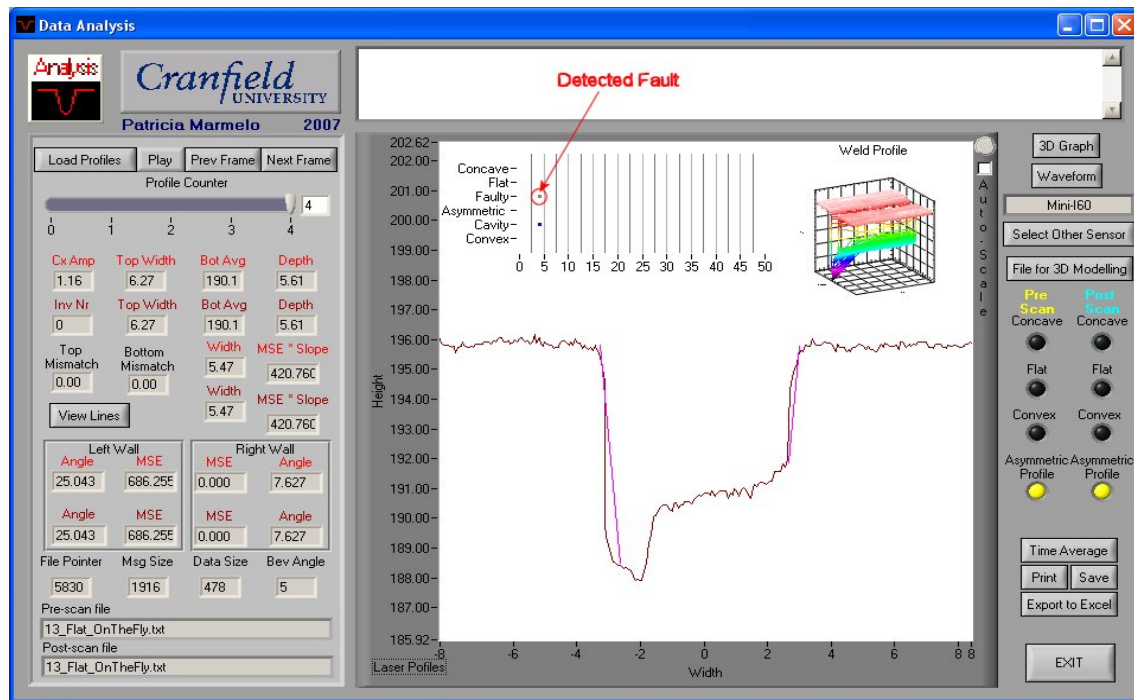 Data Analysis
Analysis
Cranfield
UNIVERSITY
Patricia Marmelo 2007
Detected Fault
Load Profiles Play Prev Frame Next Frame
Profile Counter
4
0 1 2 3 4
Cx Amp Top Width Bot Avg Depth
1.16 6.27 190.1 5.61
Inv Nr Top Width Bot Avg Depth
0 6.27 190.1 5.61
Top Mismatch Bottom Mismatch Width MSE * Slope
0.00 0.00 5.47 420.760
Width MSE * Slope
View Lines 5.47 420.760
Left Wall Right Wall
Angle MSE MSE Angle
25.043 686.255 0.000 7.627
Angle MSE MSE Angle
25.043 686.255 0.000 7.627
File Pointer Msg Size Data Size Bev Angle
5830 1916 478 5
Pre-scan file
13_Flat_OnTheFly.txt
Post-scan file
13_Flat_OnTheFly.txt
202.62
202.00
201.00
200.00
199.00
198.00
197.00
196.00
195.00
194.00
193.00
192.00
191.00
190.00
189.00
188.00
187.00
185.92
Height
Concave
Flat
Faulty
Asymmetric
Cavity
Convex
0 5 10 15 20 25 30 35 40 45 50
Weld Profile
-8 -6 -4 -2 0 2 4 6 8 8
Width
Laser Pofiles
Auto-Scale
3D Graph
Waveform
Mini-I60
Select Other Sensor
File for 3D Modelling
Pre Scan Post Scan
Concave Concave
Flat Flat
Convex Convex
Asymmetric Profile Asymmetric Profile
Time Average
Print Save
Export to Excel
EXIT